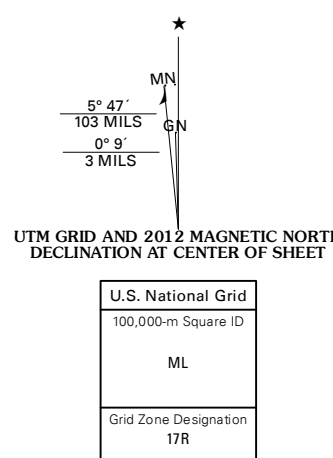 MN
5° 47´
103 MILS
GN
0° 9´
3 MILS
UTM GRID AND 2012 MAGNETIC NORTH
DECLINATION AT CENTER OF SHEET
U.S. National Grid
100,000-m Square ID
ML
Grid Zone Designation
17R